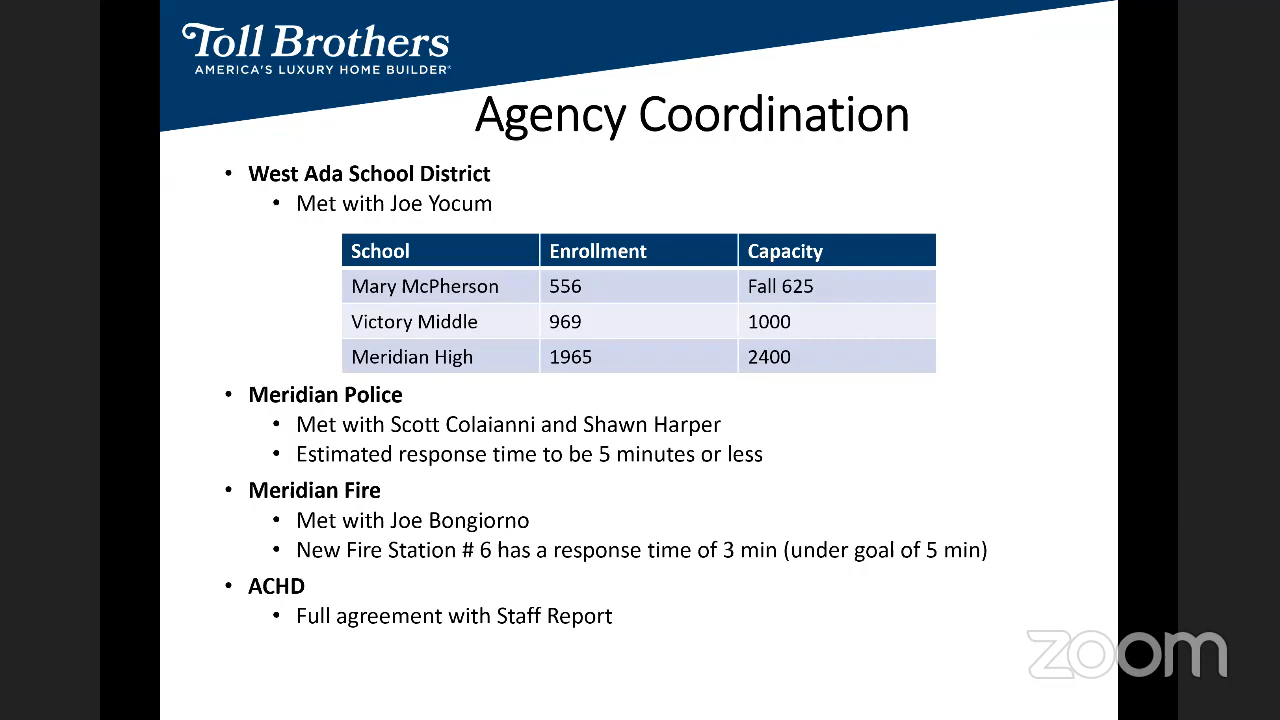 Toll Brothers
AMERICA'S LUXURY HOME BUILDER®
Agency Coordination
• West Ada School District
• Met with Joe Yocum
School Enrollment Capacity
Mary McPherson 556 Fall 625
Victory Middle 969 1000
Meridian High 1965 2400
• Meridian Police
• Met with Scott Colaianni and Shawn Harper
• Estimated response time to be 5 minutes or less
• Meridian Fire
• Met with Joe Bongiorno
• New Fire Station # 6 has a response time of 3 min (under goal of 5 min)
• ACHD
• Full agreement with Staff Report
zoom